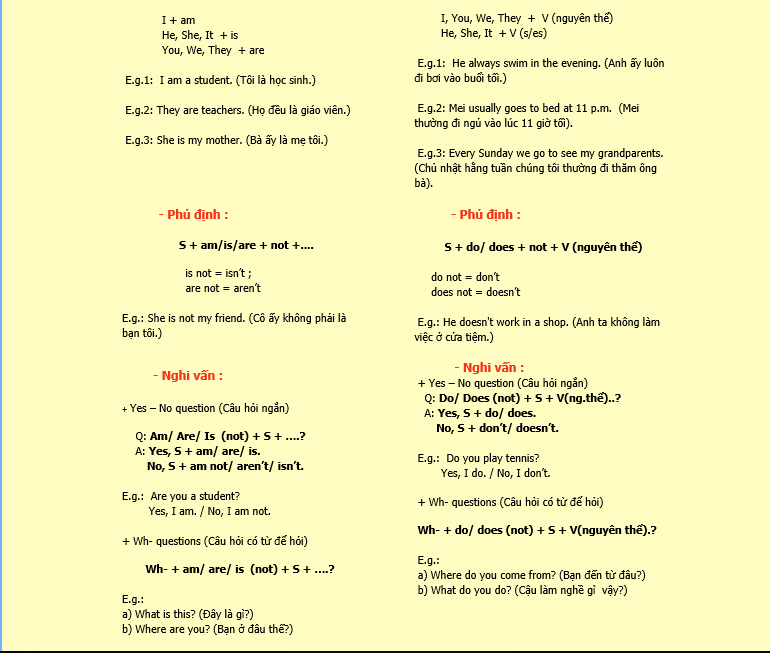 I + am
He, She, It + is
You, We, They + are
E.g.1: I am a student. (Tôi là học sinh.)
E.g.2: They are teachers. (Họ đều là giáo viên.)
E.g.3: She is my mother. (Bà ấy là mẹ tôi.)
- Phủ định :
S + am/is/are + not +....
is not = isn't ;
are not = aren't
E.g.: She is not my friend. (Cô ấy không phải là
bạn tôi.)
- Nghi vấn :
+ Yes – No question (Câu hỏi ngắn)
Q: Am/ Are/ Is (not) + S + ....?
A: Yes, S + am/ are/ is.
No, S + am not/ aren't/ isn't.
E.g.: Are you a student?
Yes, I am. / No, I am not.
+ Wh- questions (Câu hỏi có từ để hỏi)
Wh- + am/ are/ is (not) + S + ....?
E.g.:
a) What is this? (Đây là gì?)
b) Where are you? (Bạn ở đâu thế?)
I, You, We, They + V (nguyên thể)
He, She, It + V (s/es)
E.g.1: He always swim in the evening. (Anh ấy luôn
đi bơi vào buổi tối.)
E.g.2: Mei usually goes to bed at 11 p.m. (Mei
thường đi ngủ vào lúc 11 giờ tối).
E.g.3: Every Sunday we go to see my grandparents.
(Chủ nhật hằng tuần chúng tôi thường đi thăm ông
bà).
- Phủ định :
S + do/ does + not + V (nguyên thể)
do not = don't
does not = doesn't
E.g.: He doesn't work in a shop. (Anh ta không làm
việc ở cửa tiệm.)
- Nghi vấn :
+ Yes – No question (Câu hỏi ngắn)
Q: Do/ Does (not) + S + V(ng.thể)..?
A: Yes, S + do/ does.
No, S + don't/ doesn't.
E.g.: Do you play tennis?
Yes, I do. / No, I don't.
+ Wh- questions (Câu hỏi có từ để hỏi)
Wh- + do/ does (not) + S + V(nguyên thể).?
E.g.:
a) Where do you come from? (Bạn đến từ đâu?)
b) What do you do? (Cậu làm nghề gì vậy?)